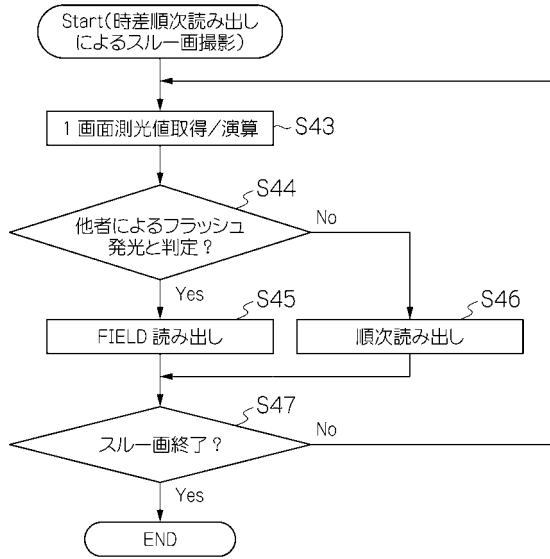 Start(時差順次読み出し
によるスルー画撮影)
1 画面測光値取得/演算
S43
S44
他者によるフラッシュ
発光と判定？
No
Yes
S45
S46
FIELD 読み出し
順次読み出し
S47
スルー画終了？
No
Yes
END